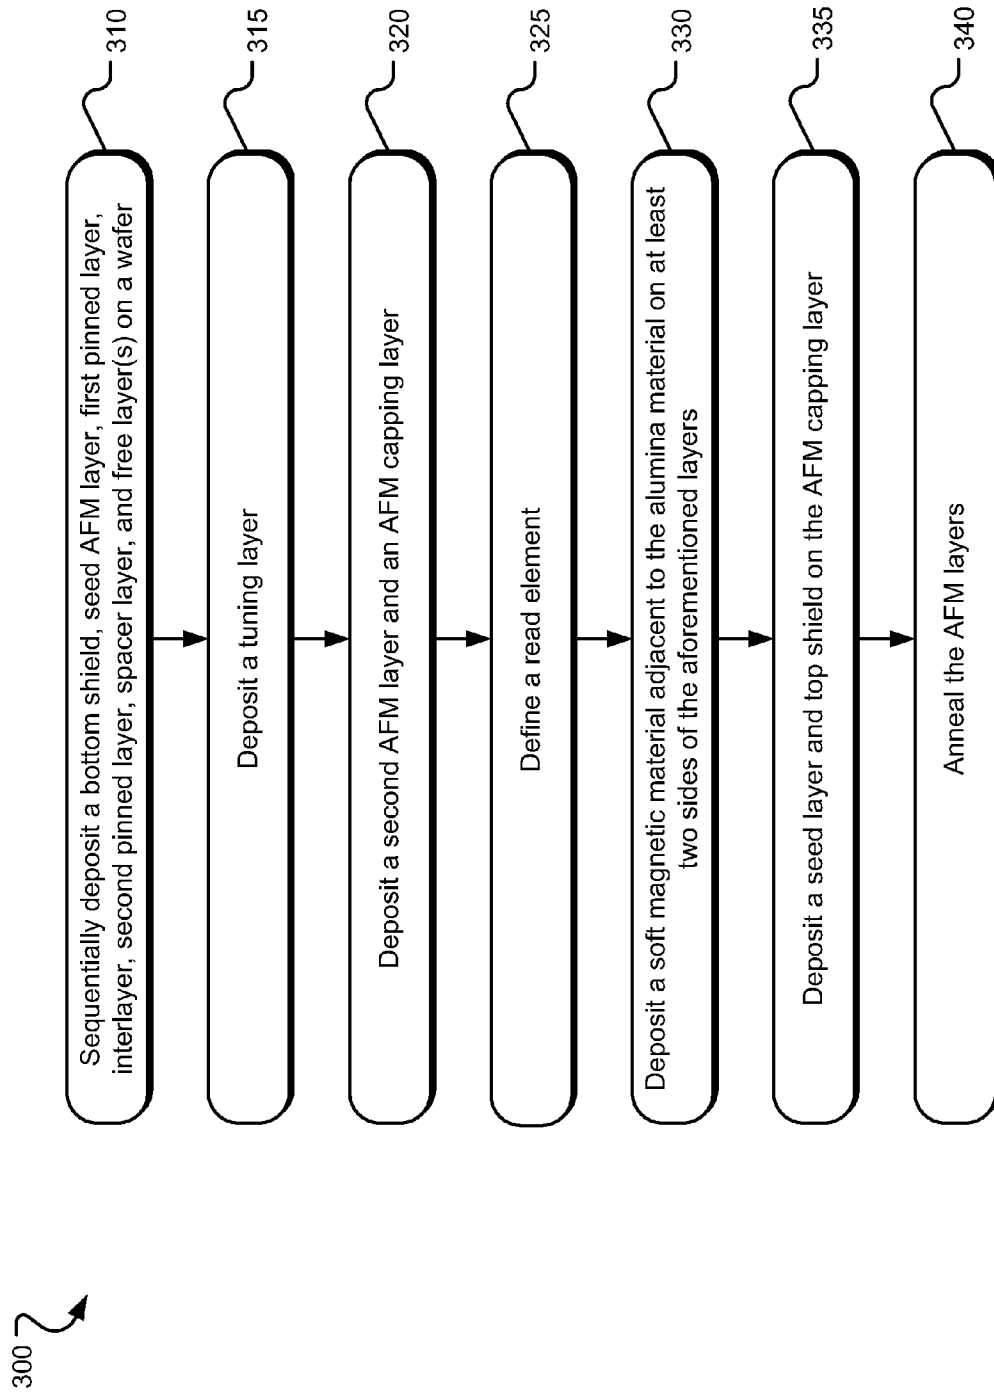 300
Sequentially deposit a bottom shield, seed AFM layer, first pinned layer,
interlayer, second pinned layer, spacer layer, and free layer(s) on a wafer
310
Deposit a tuning layer
315
Deposit a second AFM layer and an AFM capping layer
320
Define a read element
325
Deposit a soft magnetic material adjacent to the alumina material on at least
two sides of the aforementioned layers
330
Deposit a seed layer and top shield on the AFM capping layer
335
Anneal the AFM layers
340